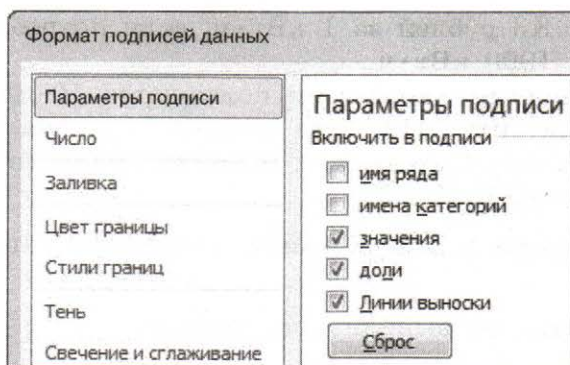 Формат подписей данных
Параметры подписи
Число
Заливка
Цвет границы
Стили границ
Тень
Свечение и сглаживание
Параметры подписи
Включить в подписи
имя ряда
имена категорий
значения
доли
Линии выноски
Сброс